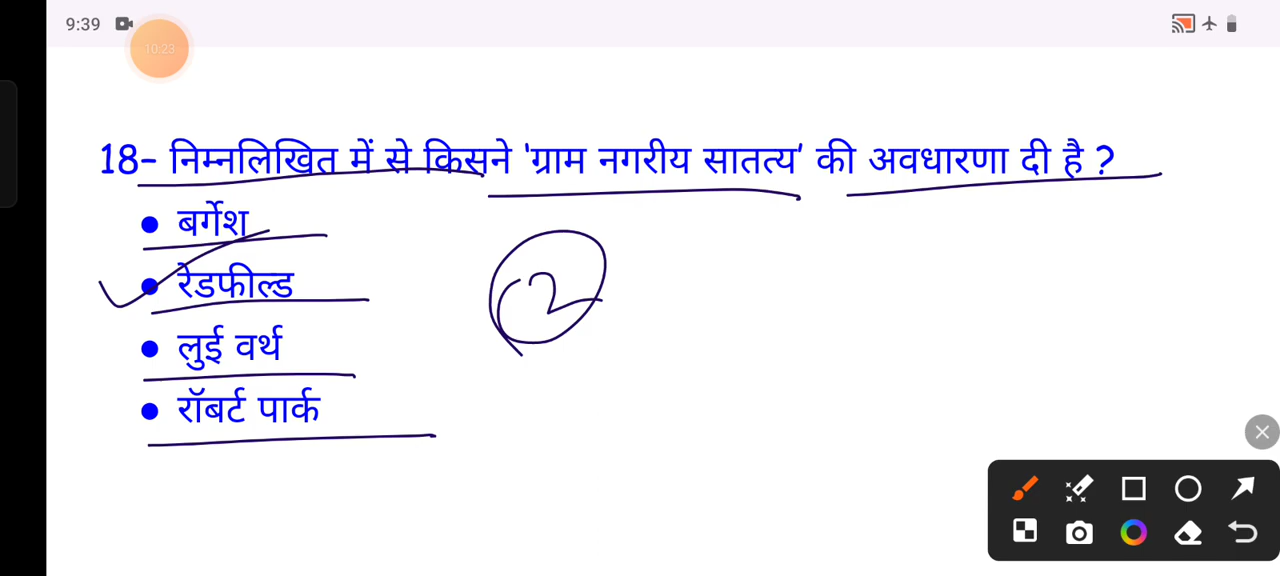 9:39
10:23
18- निम्नलिखित में से किसने 'ग्राम नगरीय सातत्य' की अवधारणा दी है ?
● बर्गेश
● रेडफील्ड
2
● लुई वर्थ
● रॉबर्ट पार्क